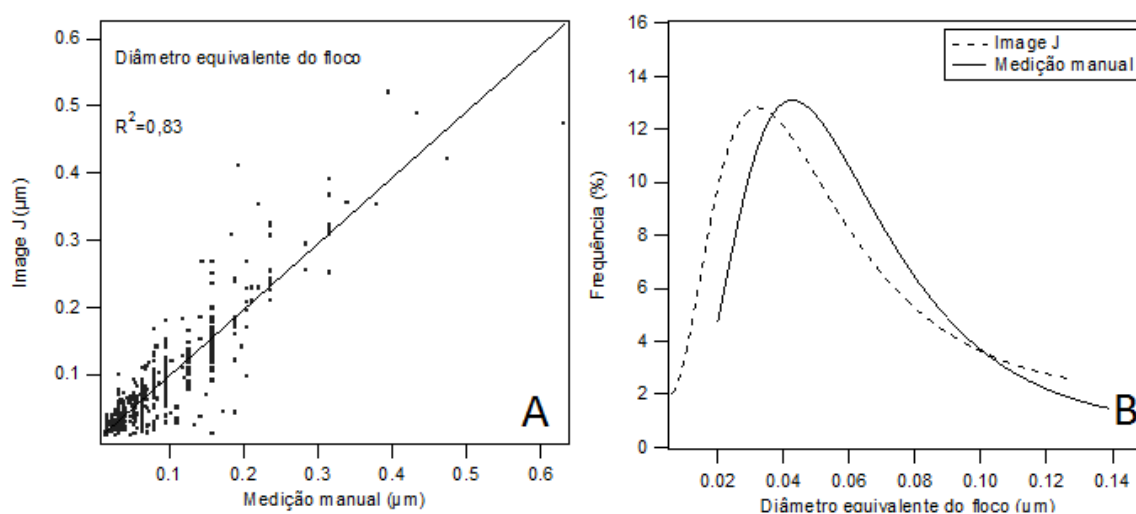 0.6
0.5
0.4
0.3
0.2
0.1
Image J (µm)
Diâmetro equivalente do floco
R²=0,83
A
0.1 0.2 0.3 0.4 0.5 0.6
Medição manual (µm)
16
14
12
10
8
6
4
2
0
Frequência (%)
Image J
Medição manual
B
0.02 0.04 0.06 0.08 0.10 0.12 0.14
Diâmetro equivalente do floco (µm)